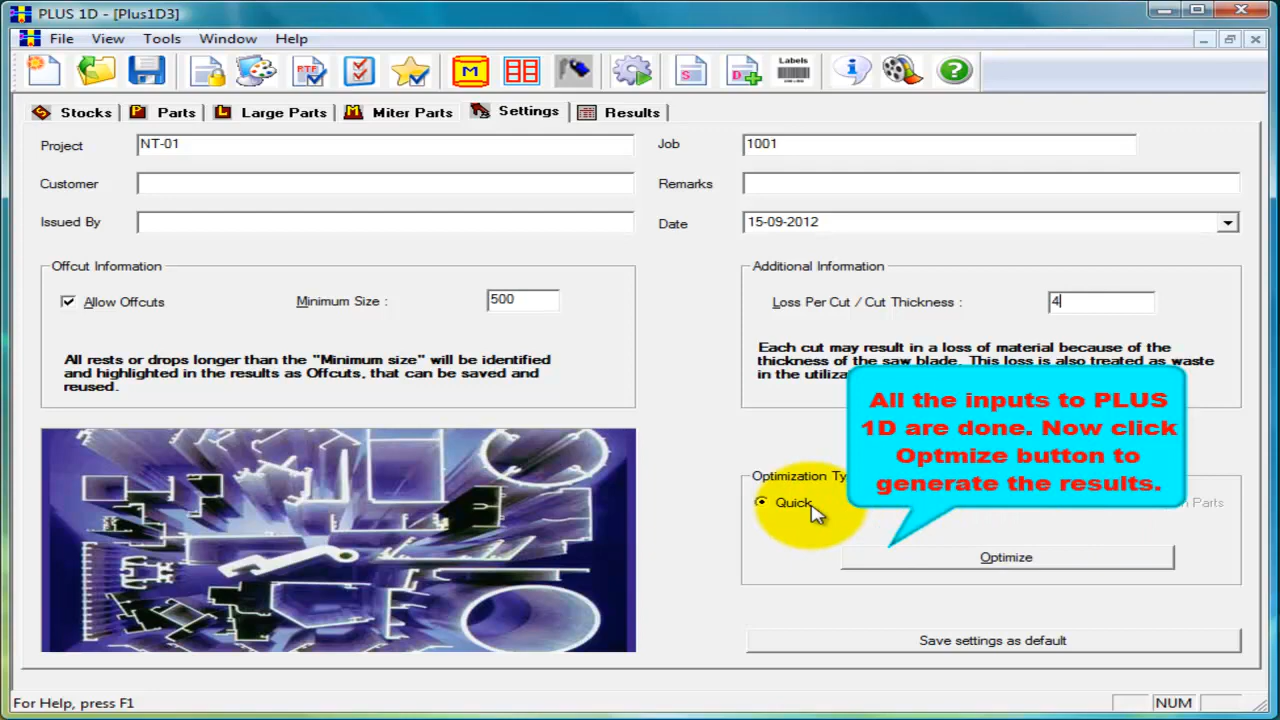 PLUS 1D - [Plus1D3]
File View Tools Window Help
RTF M S D Labels
Stocks Parts Large Parts Miter Parts Settings Results
Project NT-01 Job 1001
Customer Remarks
Issued By Date 15-09-2012
Offcut Information Additional Information
Allow Offcuts Minimum Size : 500 Loss Per Cut / Cut Thickness : 4
All rests or drops longer than the "Minimum size" will be identified
and highlighted in the results as Offcuts, that can be saved and
reused.
Each cut may result in a loss of material because of the
thickness of the saw blade. This loss is also treated as waste
in the
All the inputs to PLUS
1D are done. Now click
Optmize button to
generate the results.
Optimization
Quick Parts
Optimize
Save settings as default
For Help, press F1 NUM